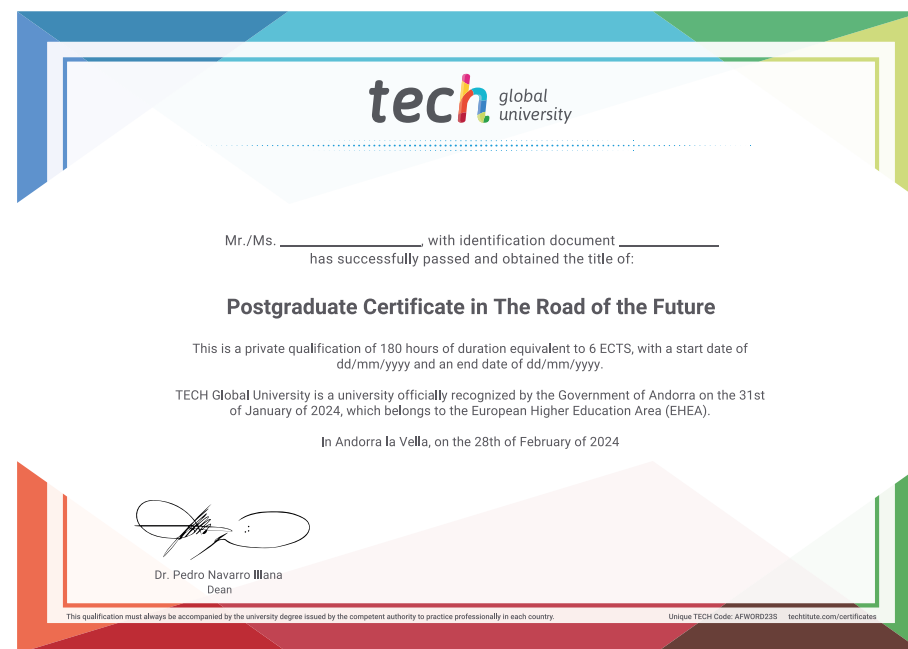 tech global
university
Mr./Ms. ____________, with identification document ____________
has successfully passed and obtained the title of:
Postgraduate Certificate in The Road of the Future
This is a private qualification of 180 hours of duration equivalent to 6 ECTS, with a start date of
dd/mm/yyyy and an end date of dd/mm/yyyy.
TECH Global University is a university officially recognized by the Government of Andorra on the 31st
of January of 2024, which belongs to the European Higher Education Area (EHEA).
In Andorra la Vella, on the 28th of February of 2024
Dr. Pedro Navarro Illana
Dean
This qualification must always be accompanied by the university degree issued by the competent authority to practice professionally in each country.
Unique TECH Code: AFWORD23S techtitute.com/certificates